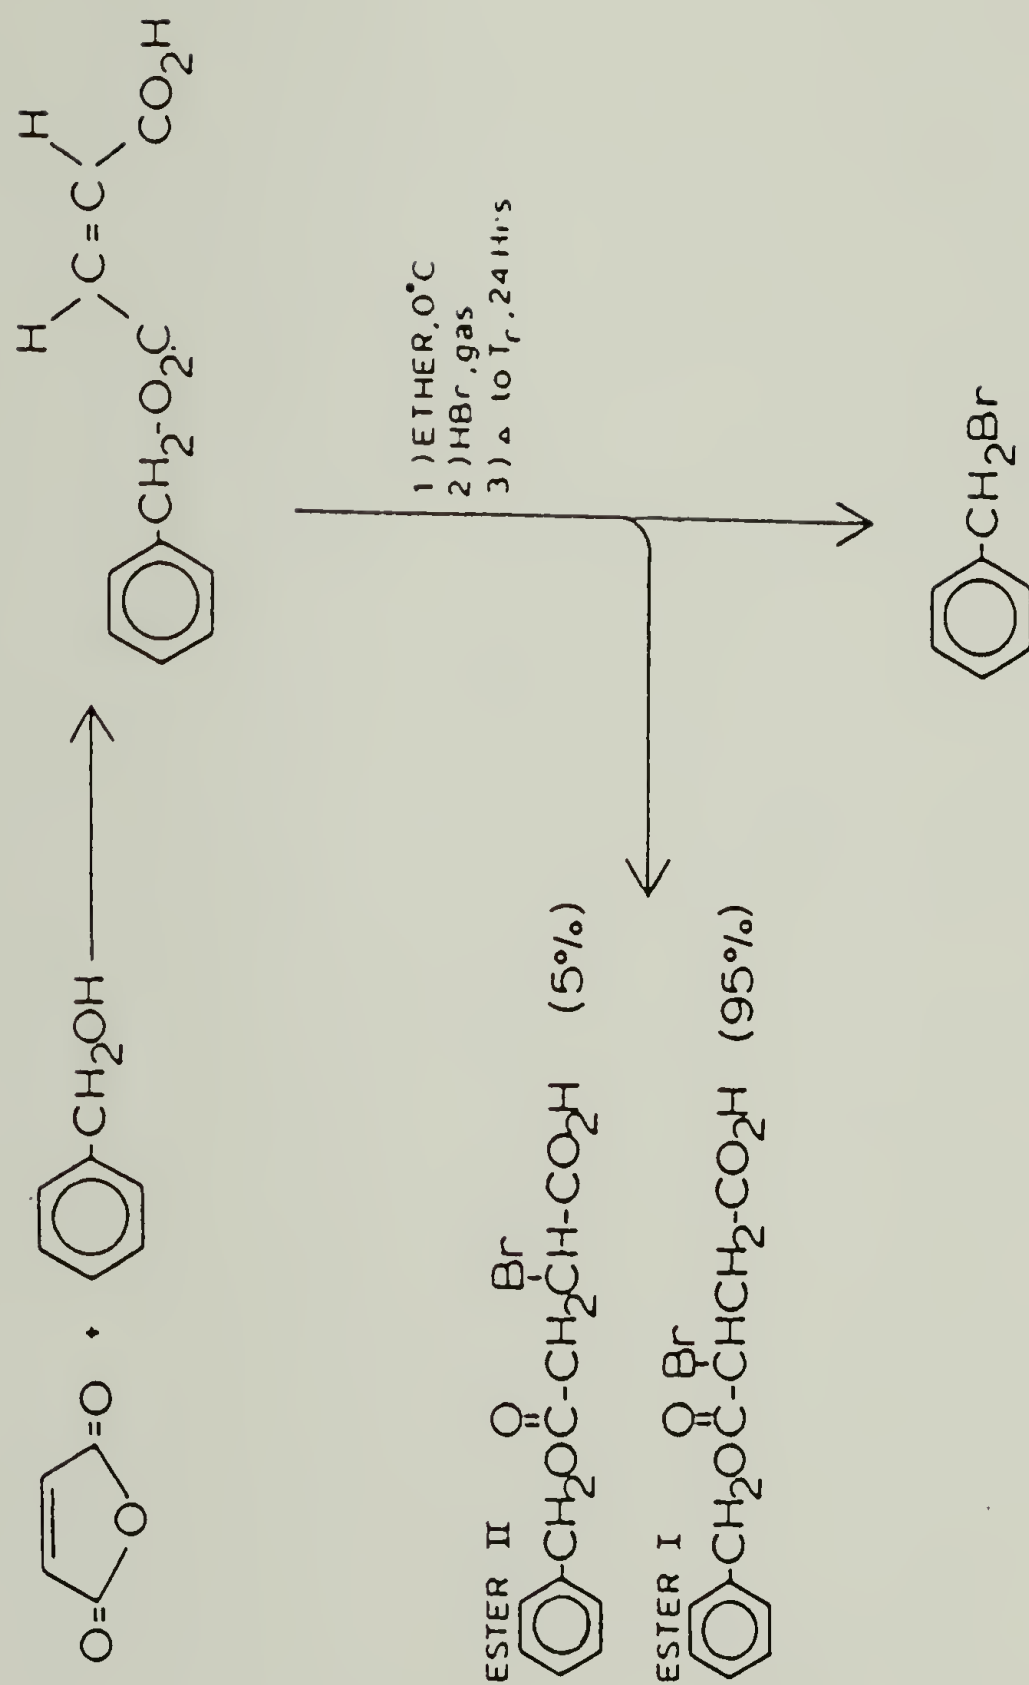 O=
=O
O
+
-CH2OH
H
H
C=C
-CH2-O2C
CO2H
1) ETHER, 0°C
2) HBr, gas
3) Δ to Tr, 24 Hrs
ESTER II
O
Br
-CH2OC-CH2CH-CO2H (5%)
ESTER I
O
Br
-CH2OC-CHCH2-CO2H (95%)
-CH2Br